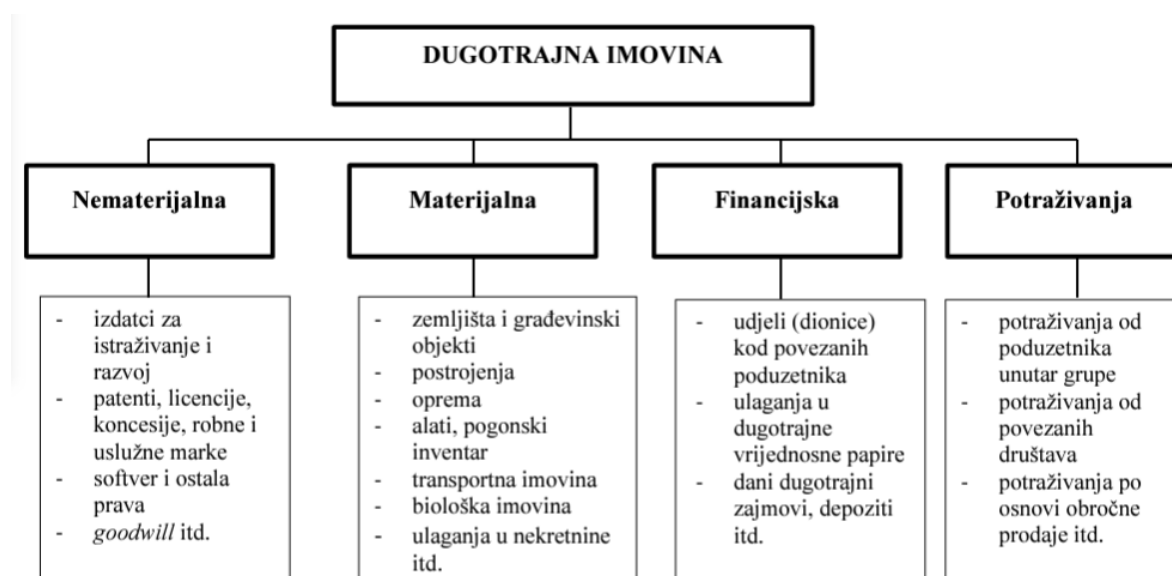 DUGOTRAJNA IMOVINA
Nematerijalna
Materijalna
Financijska
Potraživanja
- izdatci za
istraživanje i
razvoj
- patenti, licencije,
koncesije, robne i
uslužne marke
- softver i ostala
prava
- goodwill itd.
- zemljišta i građevinski
objekti
- postrojenja
- oprema
- alati, pogonski
inventar
- transportna imovina
- biološka imovina
- ulaganja u nekretnine
itd.
- udjeli (dionice)
kod povezanih
poduzetnika
- ulaganja u
dugotrajne
vrijednosne papire
- dani dugotrajni
zajmovi, depoziti
itd.
- potraživanja od
poduzetnika
unutar grupe
- potraživanja od
povezanih
društava
- potraživanja po
osnovi obročne
prodaje itd.